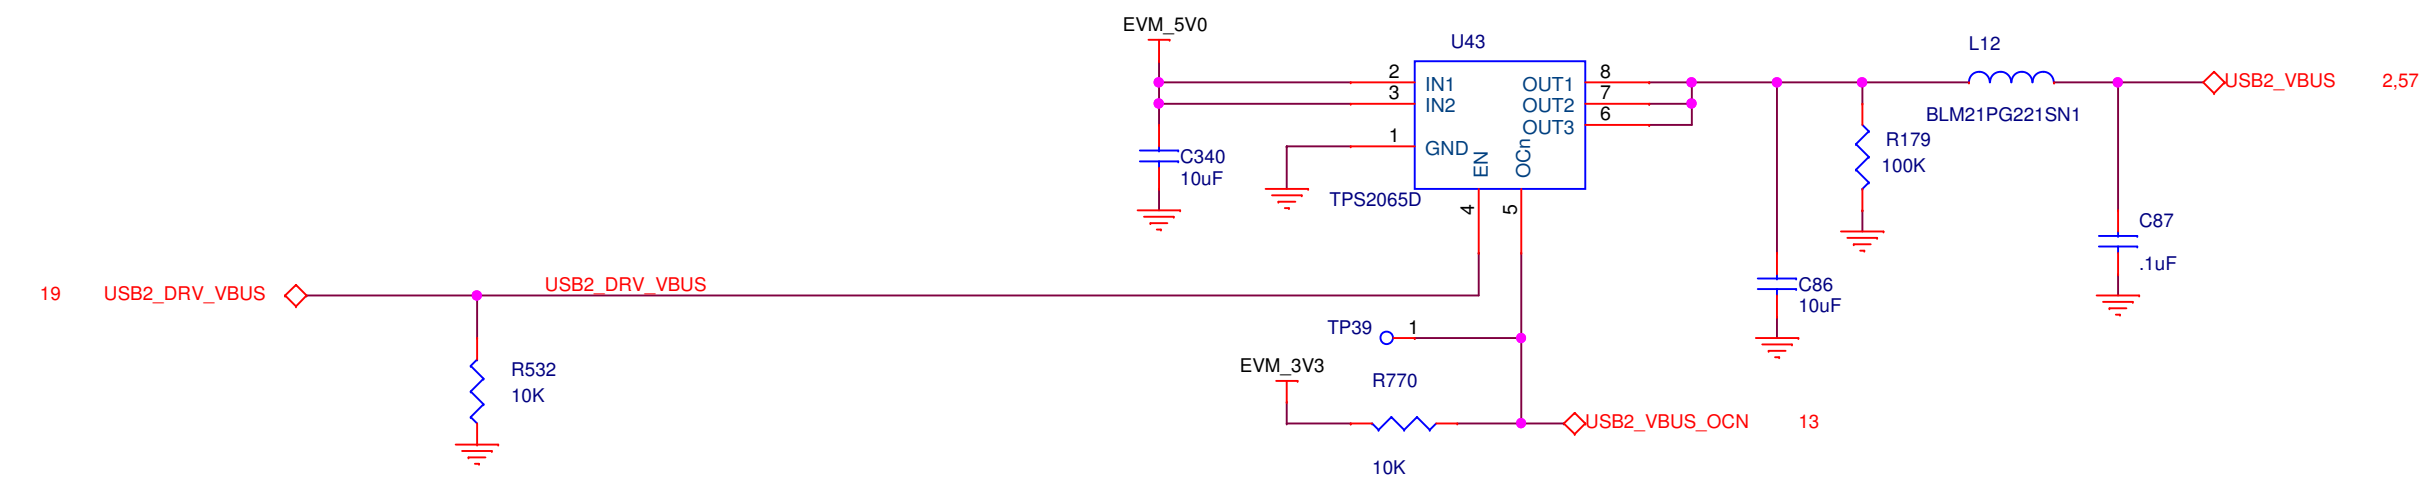 EVM_5V0
U43
L12
2
IN1
OUT1
8
USB2_VBUS 2,57
3
IN2
OUT2
7
BLM21PG221SN1
6
OUT3
1
GND
EN
OCn
R179
100K
C340
10uF
TPS2065D
4
5
C87
.1uF
19 USB2_DRV_VBUS
USB2_DRV_VBUS
C86
10uF
TP39
1
EVM_3V3
R770
R532
10K
USB2_VBUS_OCN 13
10K